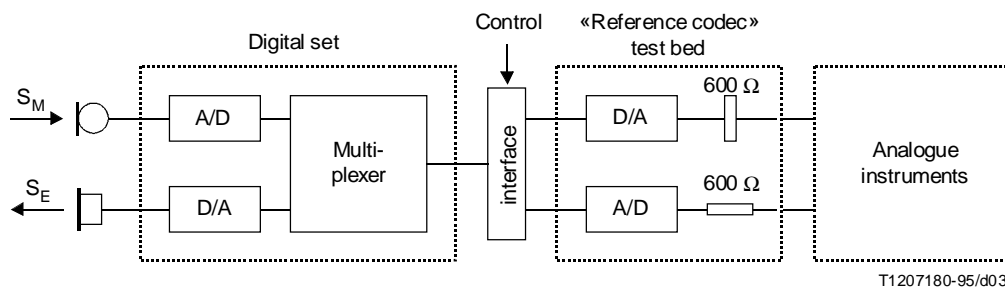 Control
«Reference codec»
test bed
Digital set
S_M
A/D
Multi-
plexer
D/A
S_E
interface
D/A
600 Ω
A/D
600 Ω
Analogue
instruments
T1207180-95/d03